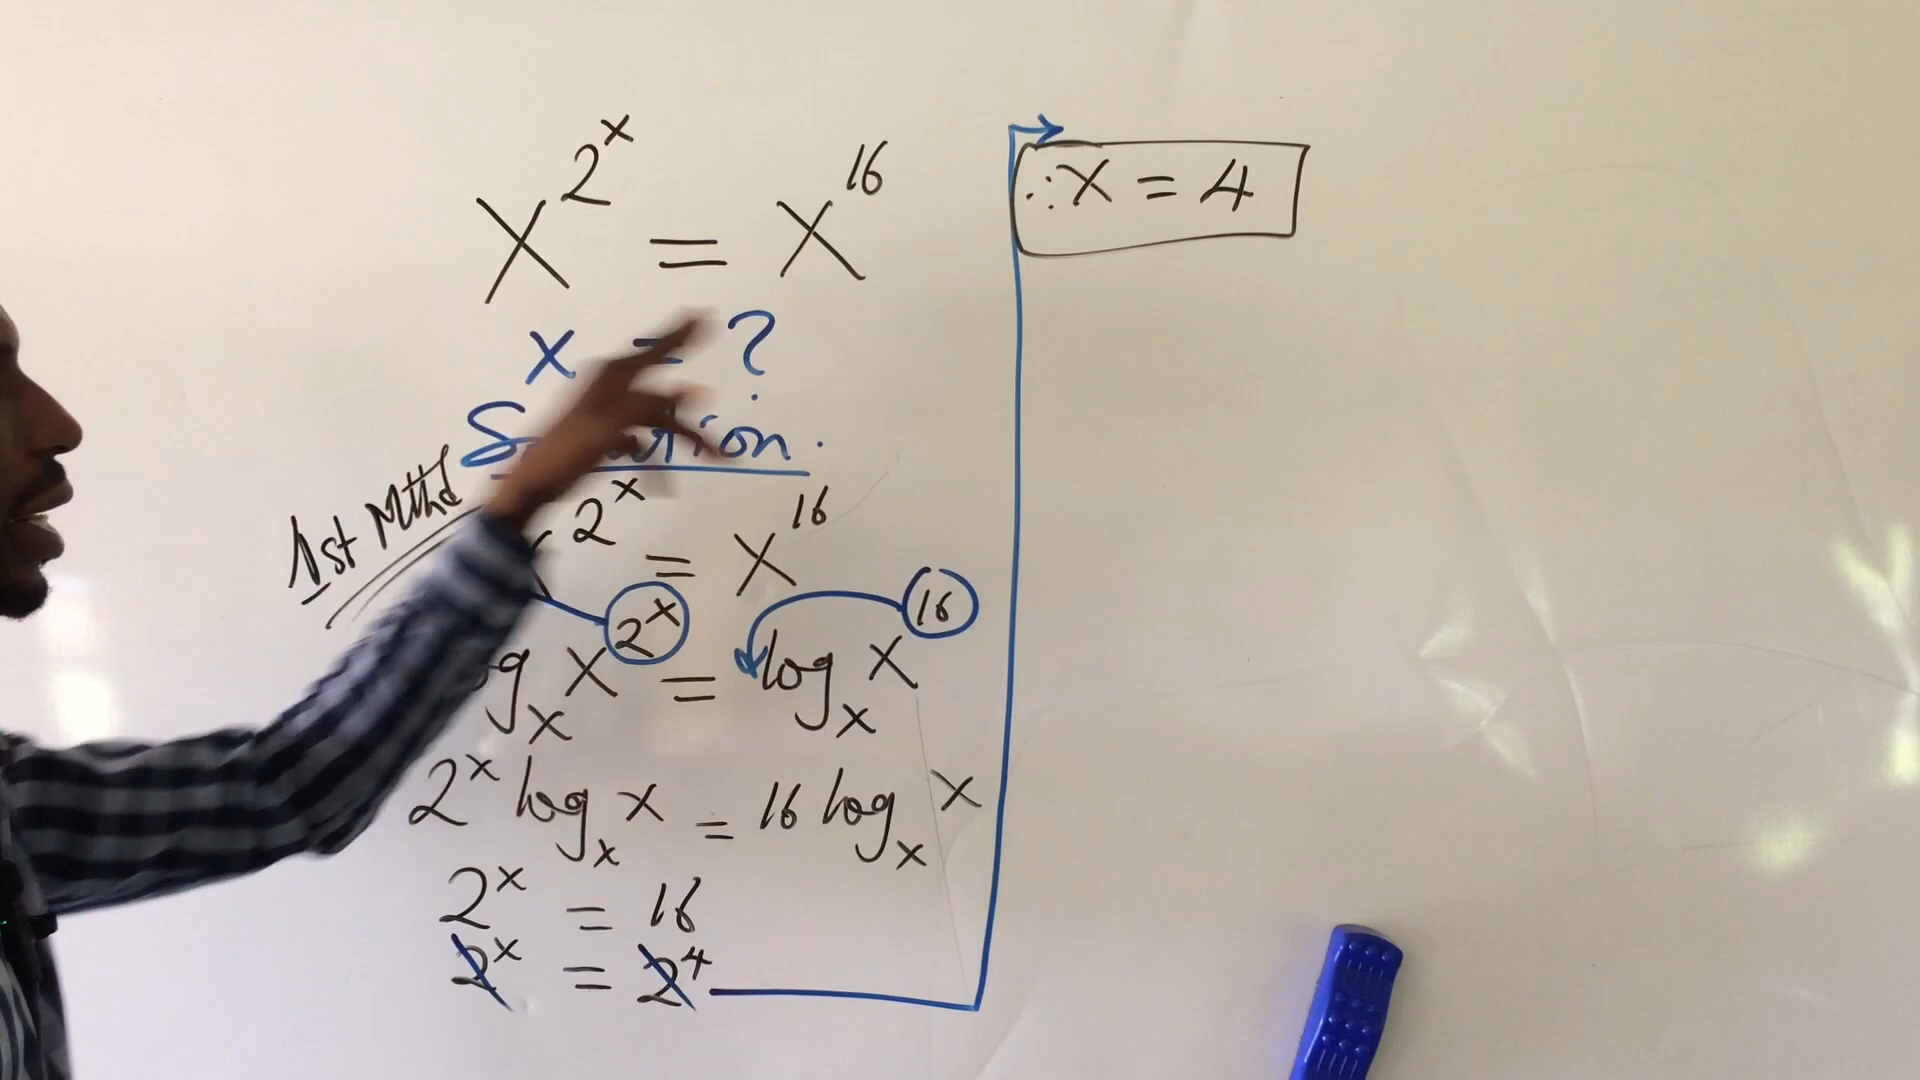 x^{2^x} = x^{16}
x = ?
1st Mthd
2^x = x^{16}
x^{2^x} = log_x x^{16}
2^x log_x x = 16 log_x x
2^x = 16
2^x = 2^4
∴ x = 4